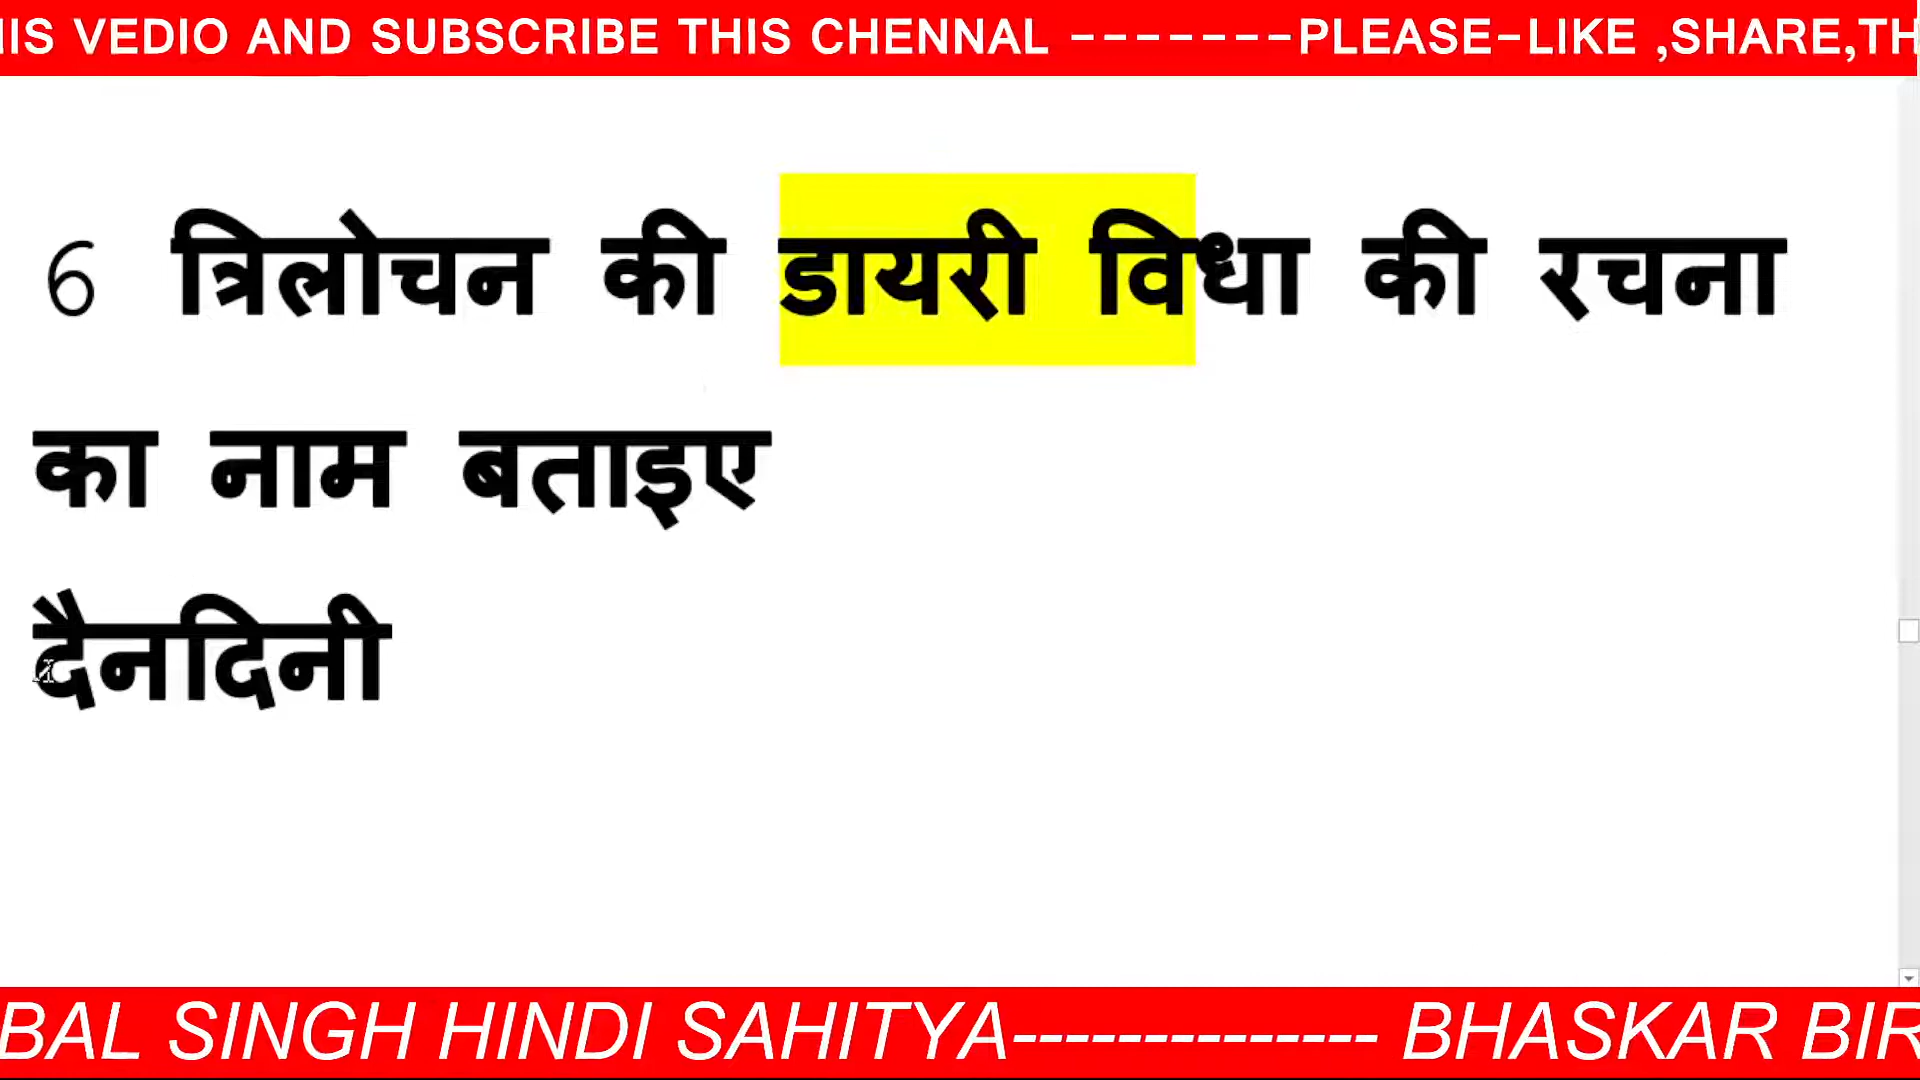 IS VEDIO AND SUBSCRIBE THIS CHENNAL -------PLEASE-LIKE ,SHARE,TH
6 त्रिलोचन की डायरी विधा की रचना
का नाम बताइए
दैनदिनी
BAL SINGH HINDI SAHITYA-------------- BHASKAR BIR